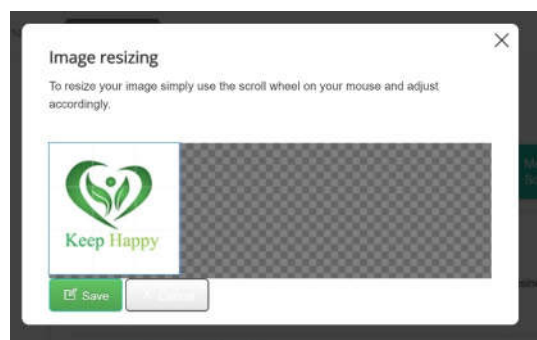 Image resizing
To resize your image simply use the scroll wheel on your mouse and adjust
accordingly.
Keep Happy
Save